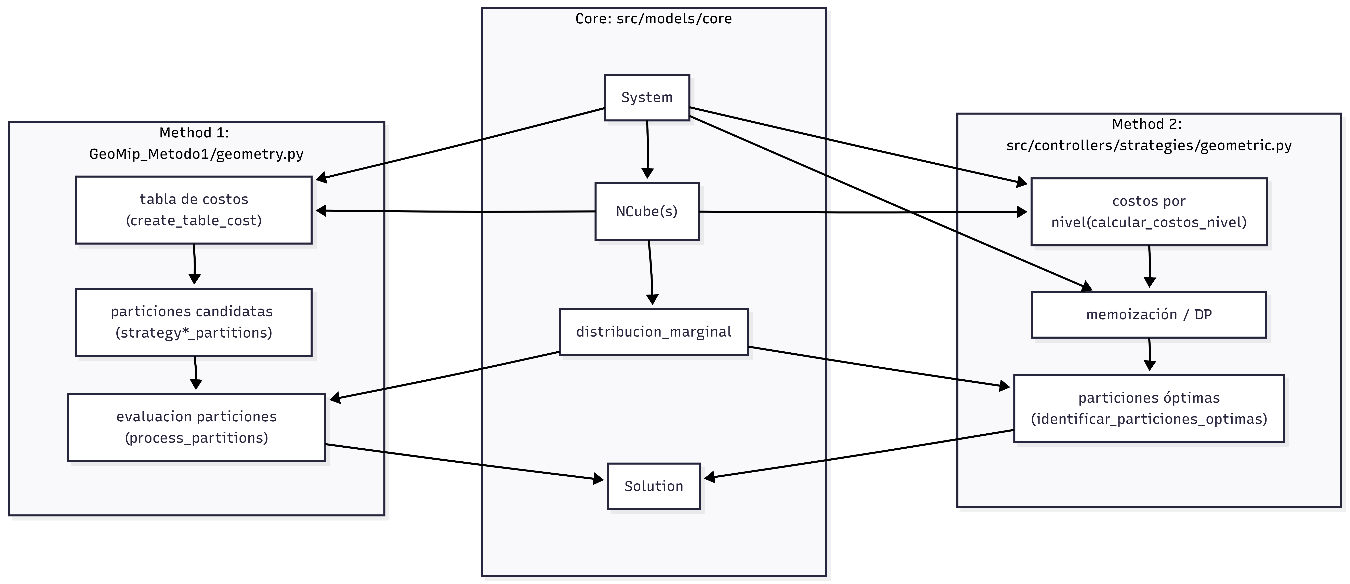 Core: src/models/core
System
NCube(s)
distribucion_marginal
Solution
Method 1:
GeoMip_Metodo1/geometry.py
tabla de costos
(create_table_cost)
particiones candidatas
(strategy*_partitions)
evaluacion particiones
(process_partitions)
Method 2:
src/controllers/strategies/geometric.py
costos por
nivel(calcular_costos_nivel)
memoización / DP
particiones óptimas
(identificar_particiones_optimas)